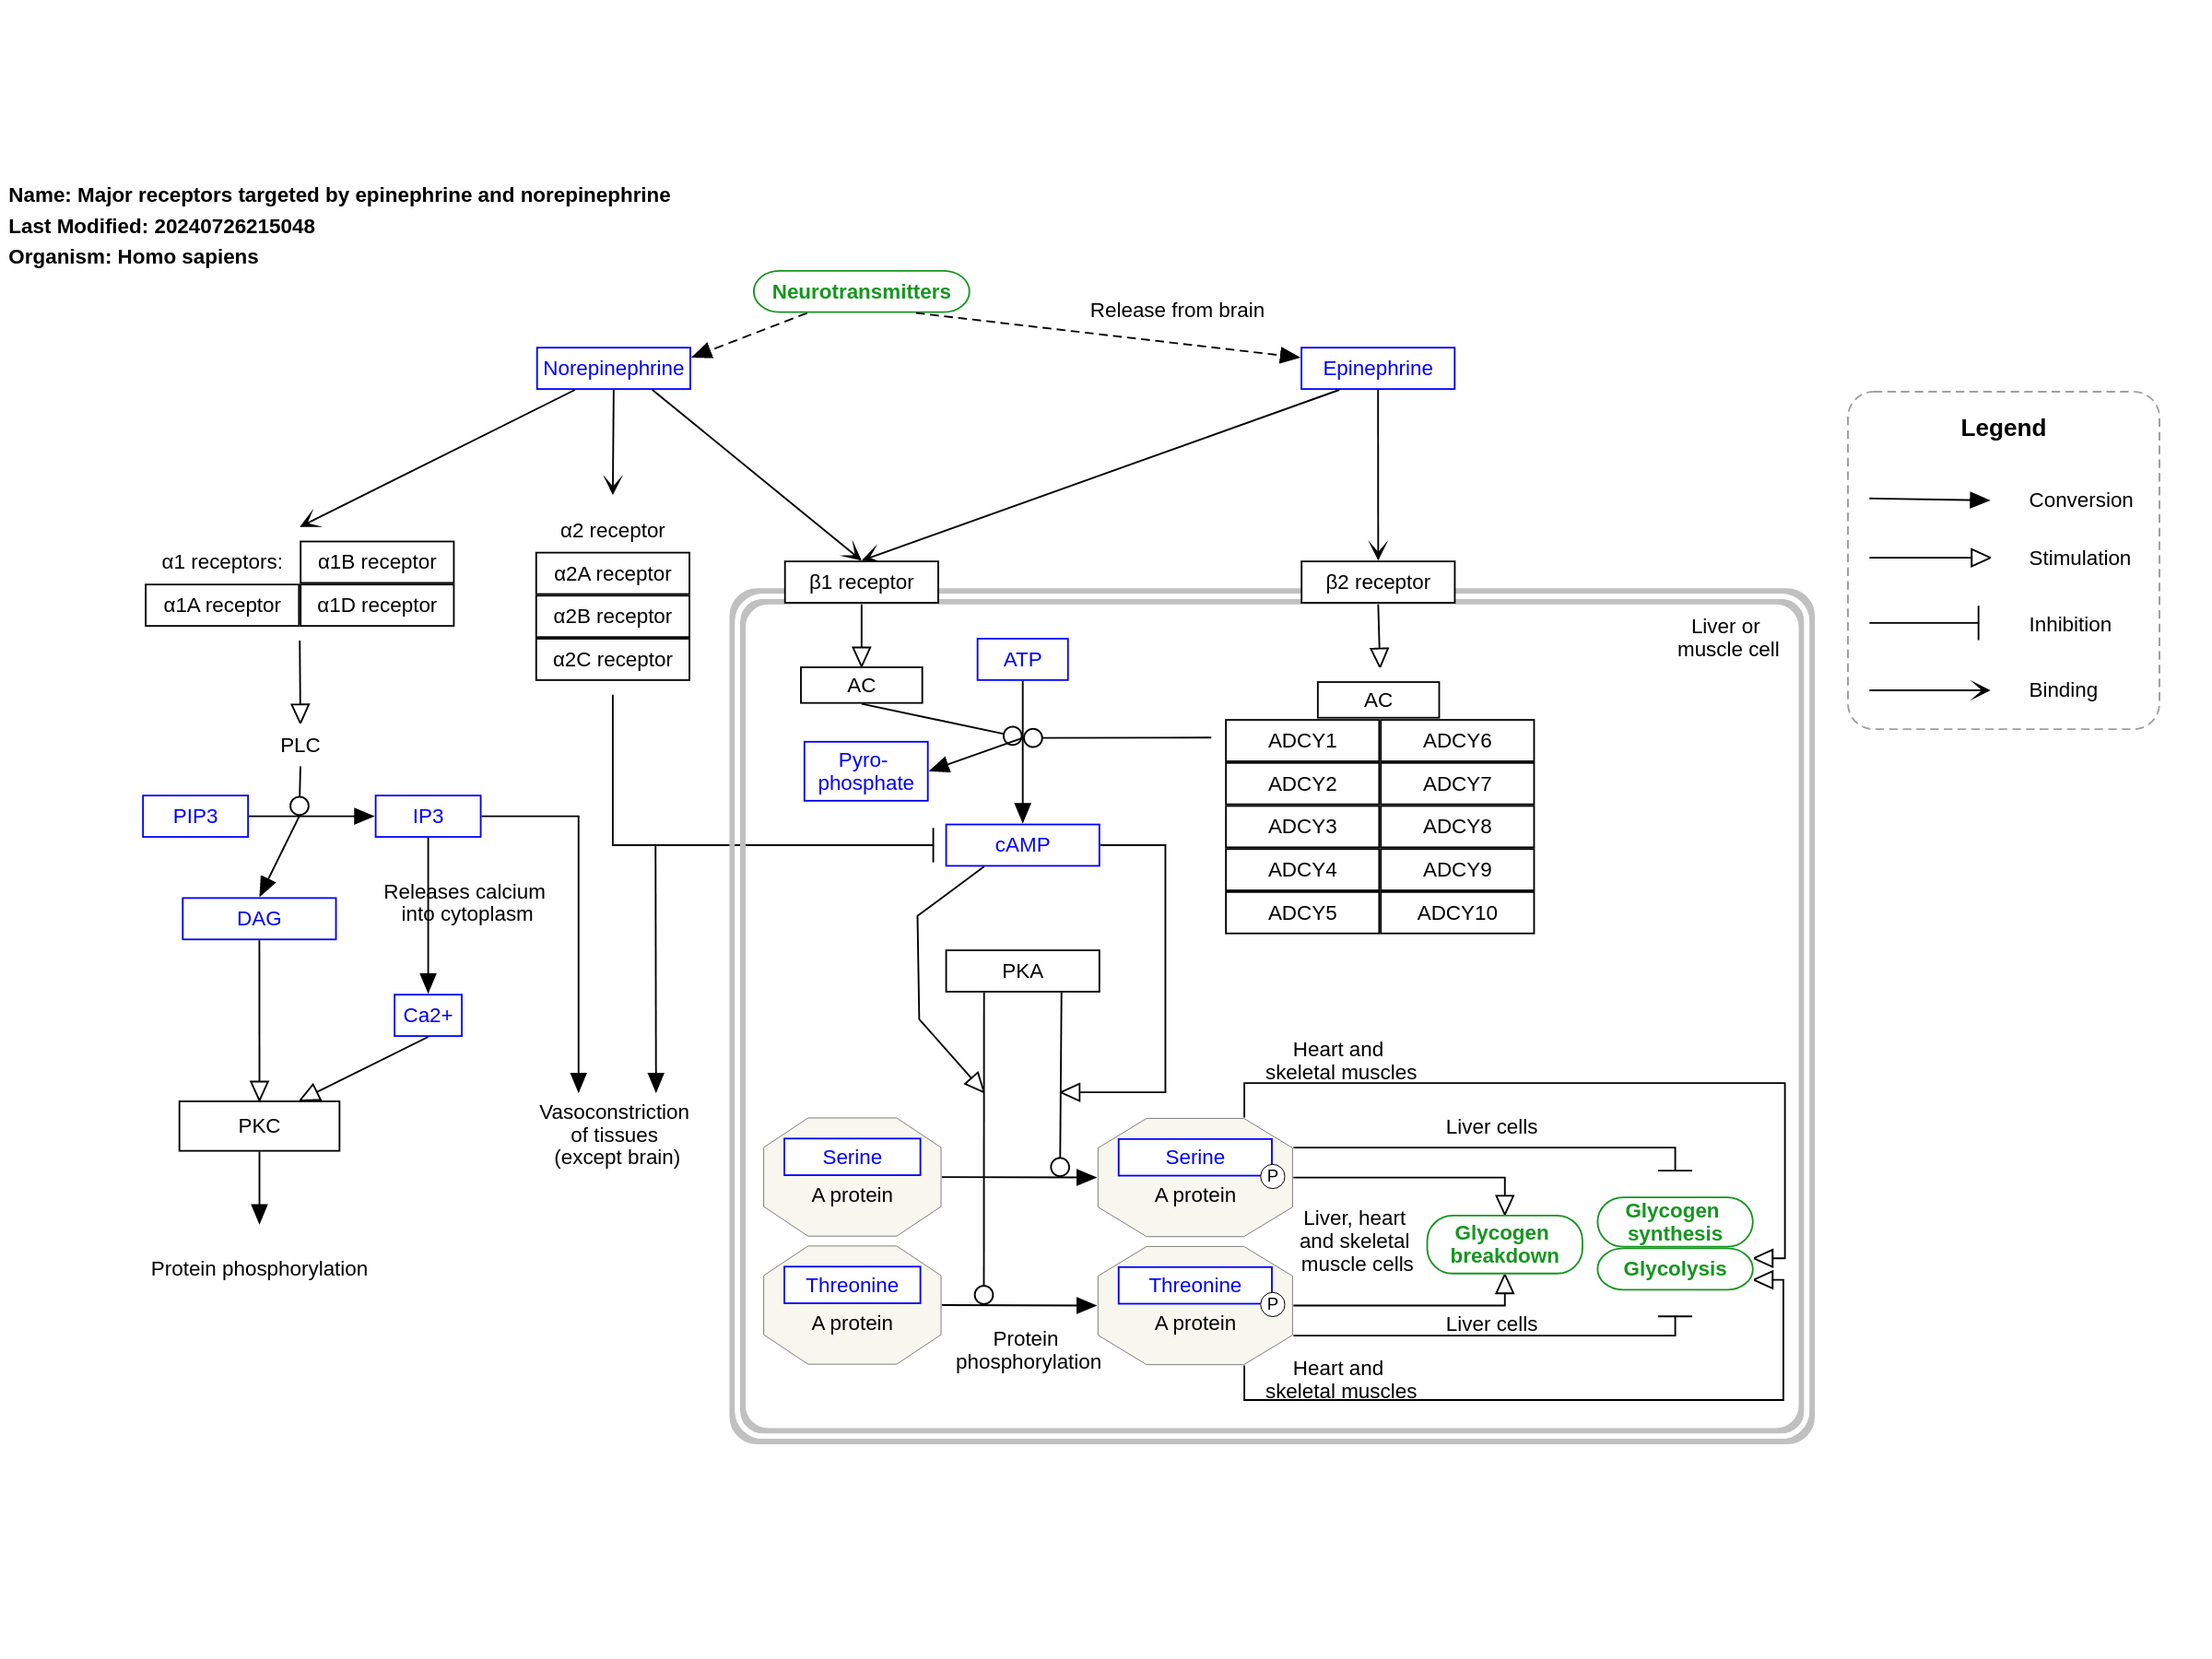 Name: Major receptors targeted by epinephrine and norepinephrine
Last Modified: 20240726215048
Organism: Homo sapiens
Neurotransmitters
Release from brain
Norepinephrine
Epinephrine
Legend
Conversion
Stimulation
Inhibition
Binding
α1 receptors:
α1B receptor
α1A receptor
α1D receptor
α2 receptor
α2A receptor
α2B receptor
α2C receptor
β1 receptor
β2 receptor
Liver or
muscle cell
AC
ATP
AC
PLC
Pyro-
phosphate
ADCY1
ADCY6
ADCY2
ADCY7
ADCY3
ADCY8
ADCY4
ADCY9
ADCY5
ADCY10
PIP3
IP3
cAMP
Releases calcium
into cytoplasm
DAG
PKA
Ca2+
PKC
Vasoconstriction
of tissues
(except brain)
Protein phosphorylation
Heart and
skeletal muscles
Liver cells
Serine
A protein
Serine
P
A protein
Liver, heart
and skeletal
muscle cells
Glycogen
breakdown
Glycogen
synthesis
Glycolysis
Threonine
A protein
Threonine
P
A protein
Liver cells
Protein
phosphorylation
Heart and
skeletal muscles